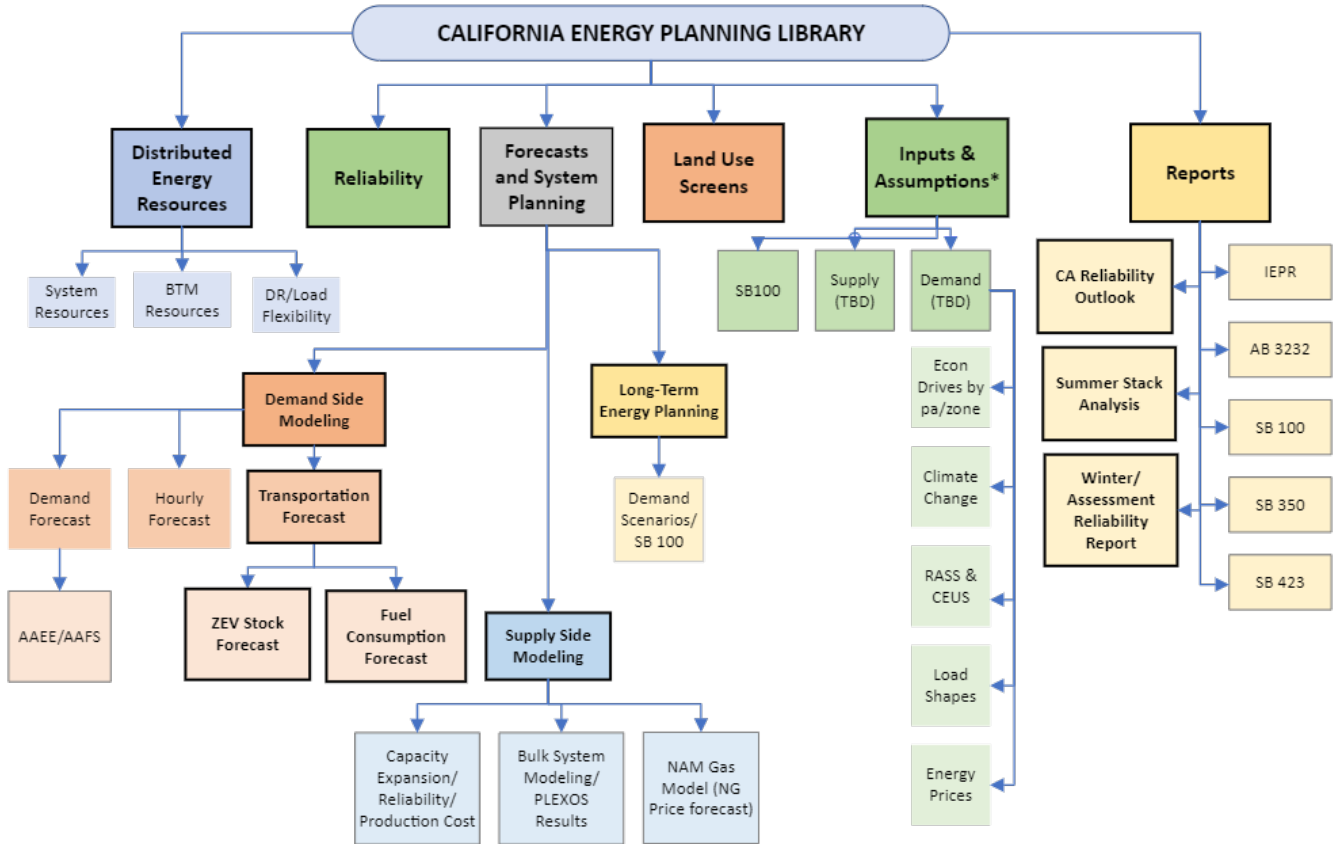 CALIFORNIA ENERGY PLANNING LIBRARY
Distributed
Energy
Resources
Reliability
Forecasts
and System
Planning
Land Use
Screens
Inputs &
Assumptions*
Reports
System
Resources
BTM
Resources
DR/Load
Flexibility
SB100
Supply
(TBD)
Demand
(TBD)
CA Reliability
Outlook
IEPR
Demand Side
Modeling
Long-Term
Energy Planning
Econ
Drives by
pa/zone
Summer Stack
Analysis
AB 3232
Demand
Forecast
Hourly
Forecast
Transportation
Forecast
Demand
Scenarios/
SB 100
Climate
Change
Winter/
Assessment
Reliability
Report
SB 100
SB 350
AAEE/AAFS
ZEV Stock
Forecast
Fuel
Consumption
Forecast
Supply Side
Modeling
RASS &
CEUS
SB 423
Load
Shapes
Capacity
Expansion/
Reliability/
Production Cost
Bulk System
Modeling/
PLEXOS
Results
NAM Gas
Model (NG
Price forecast)
Energy
Prices